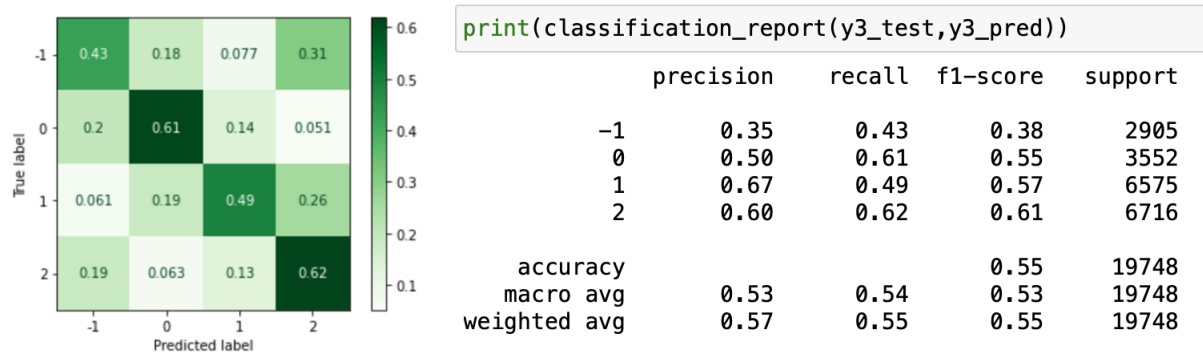 -1 0.43 0.18 0.077 0.31
0 0.2 0.61 0.14 0.051
1 0.061 0.19 0.49 0.26
2 0.19 0.063 0.13 0.62
-1 0 1 2
Predicted label
True label
0.6
0.5
0.4
0.3
0.2
0.1
print(classification_report(y3_test,y3_pred))
precision recall f1-score support
-1 0.35 0.43 0.38 2905
0 0.50 0.61 0.55 3552
1 0.67 0.49 0.57 6575
2 0.60 0.62 0.61 6716
accuracy 0.55 19748
macro avg 0.53 0.54 0.53 19748
weighted avg 0.57 0.55 0.55 19748